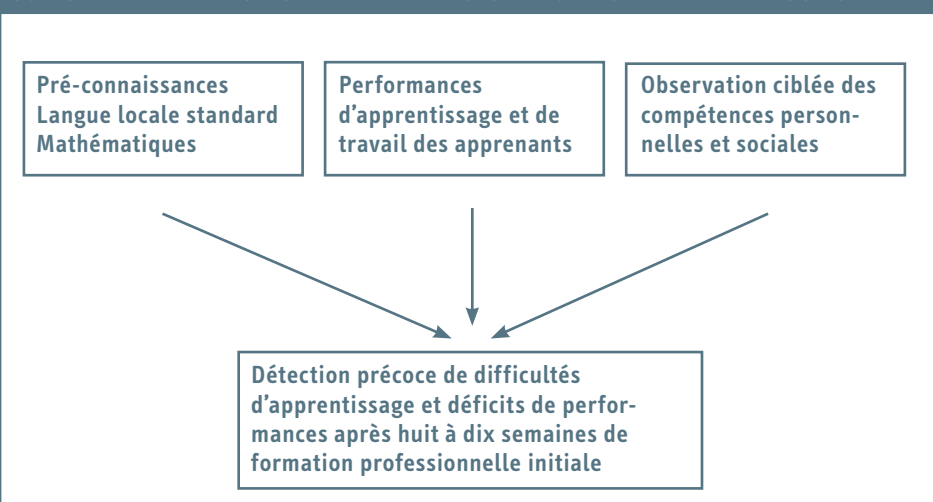 Pré-connaissances
Langue locale standard
Mathématiques
Performances
d'apprentissage et de
travail des apprenants
Observation ciblée des
compétences person-
nelles et sociales
Détection précoce de difficultés
d'apprentissage et déficits de perfor-
mances après huit à dix semaines de
formation professionnelle initiale